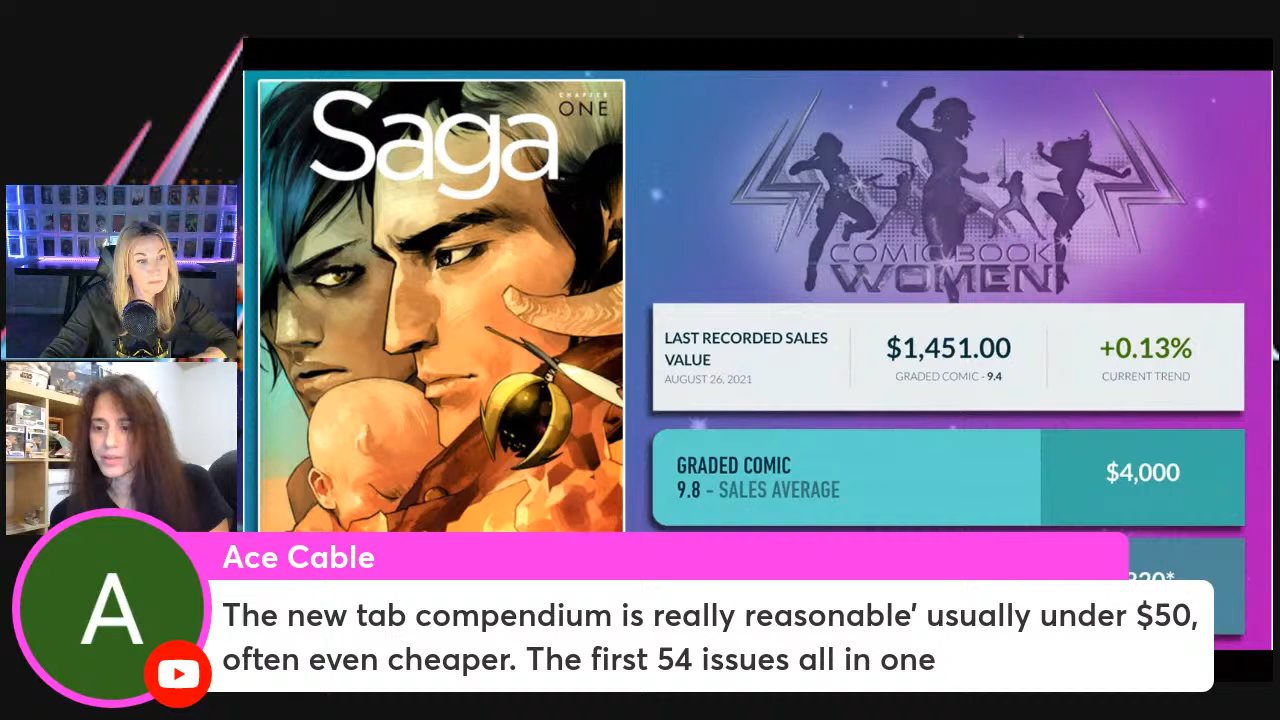 CHAPTER
ONE
Saga
COMIC BOOK
WOMEN
LAST RECORDED SALES
VALUE
AUGUST 26, 2021
$1,451.00
GRADED COMIC - 9.4
+0.13%
CURRENT TREND
GRADED COMIC
9.8 - SALES AVERAGE
$4,000
Ace Cable
A
The new tab compendium is really reasonable' usually under $50,
often even cheaper. The first 54 issues all in one